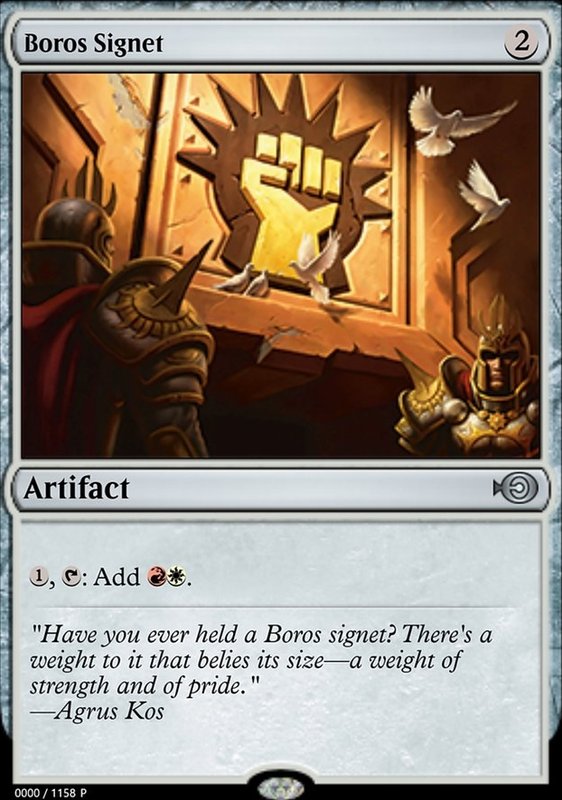 Boros Signet 2
Artifact
1, T: Add RW.
"Have you ever held a Boros signet? There's a
weight to it that belies its size—a weight of
strength and of pride."
—Agrus Kos
0000 / 1158 P